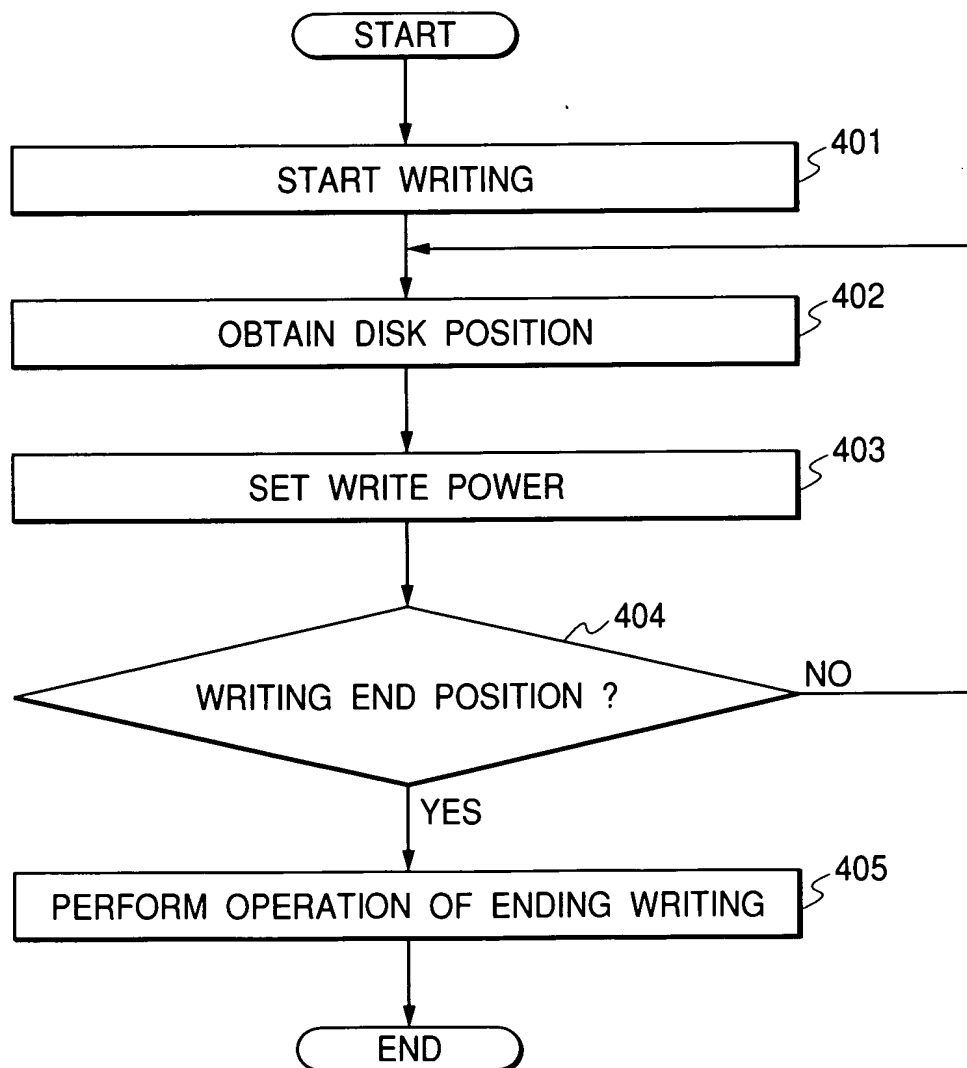 START
401
START WRITING
402
OBTAIN DISK POSITION
403
SET WRITE POWER
404
WRITING END POSITION ?
NO
YES
405
PERFORM OPERATION OF ENDING WRITING
END